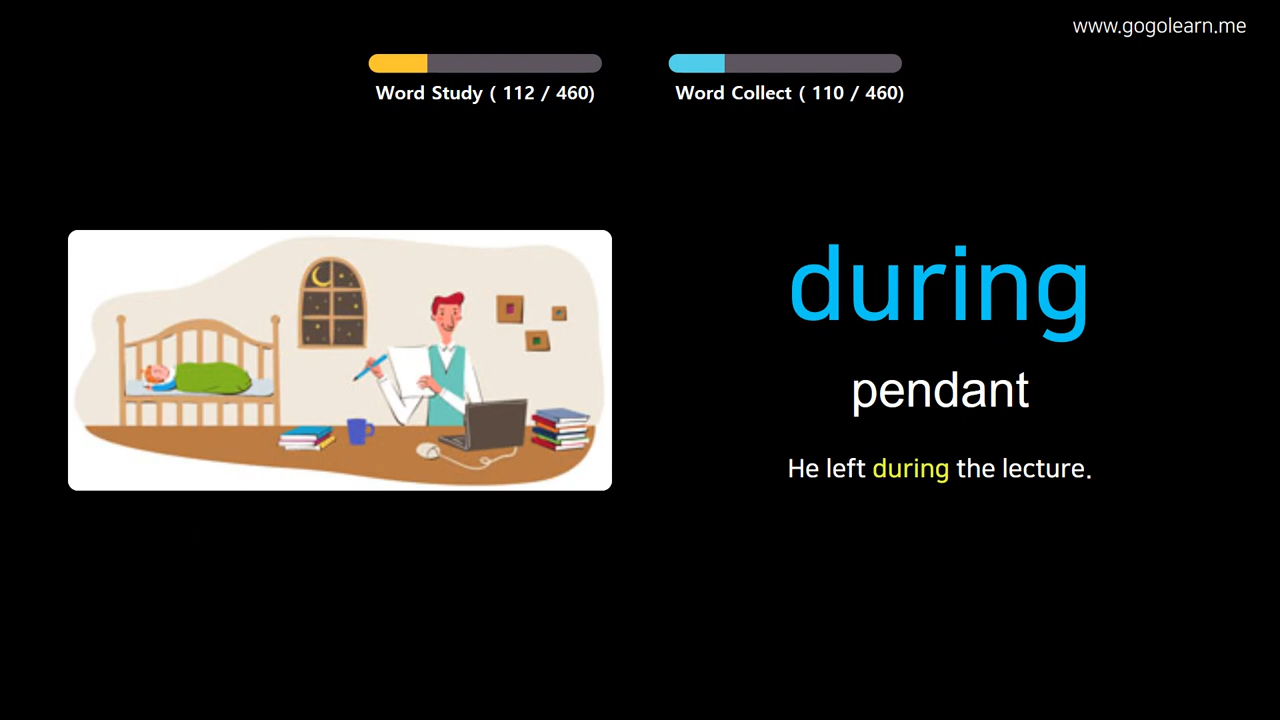 www.gogolearn.me
Word Study ( 112 / 460)
Word Collect ( 110 / 460)
during
pendant
He left during the lecture.